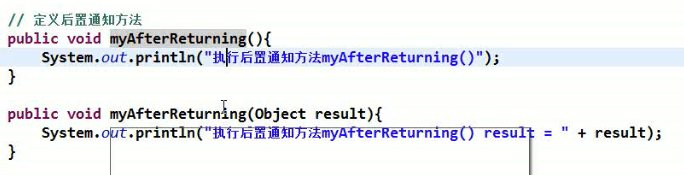 // 定义后置通知方法
public void myAfterReturning(){
System.out.println("执行后置通知方法myAfterReturning()");
}
public void myAfterReturning(Object result){
System.out.println("执行后置通知方法myAfterReturning() result = " + result);
}